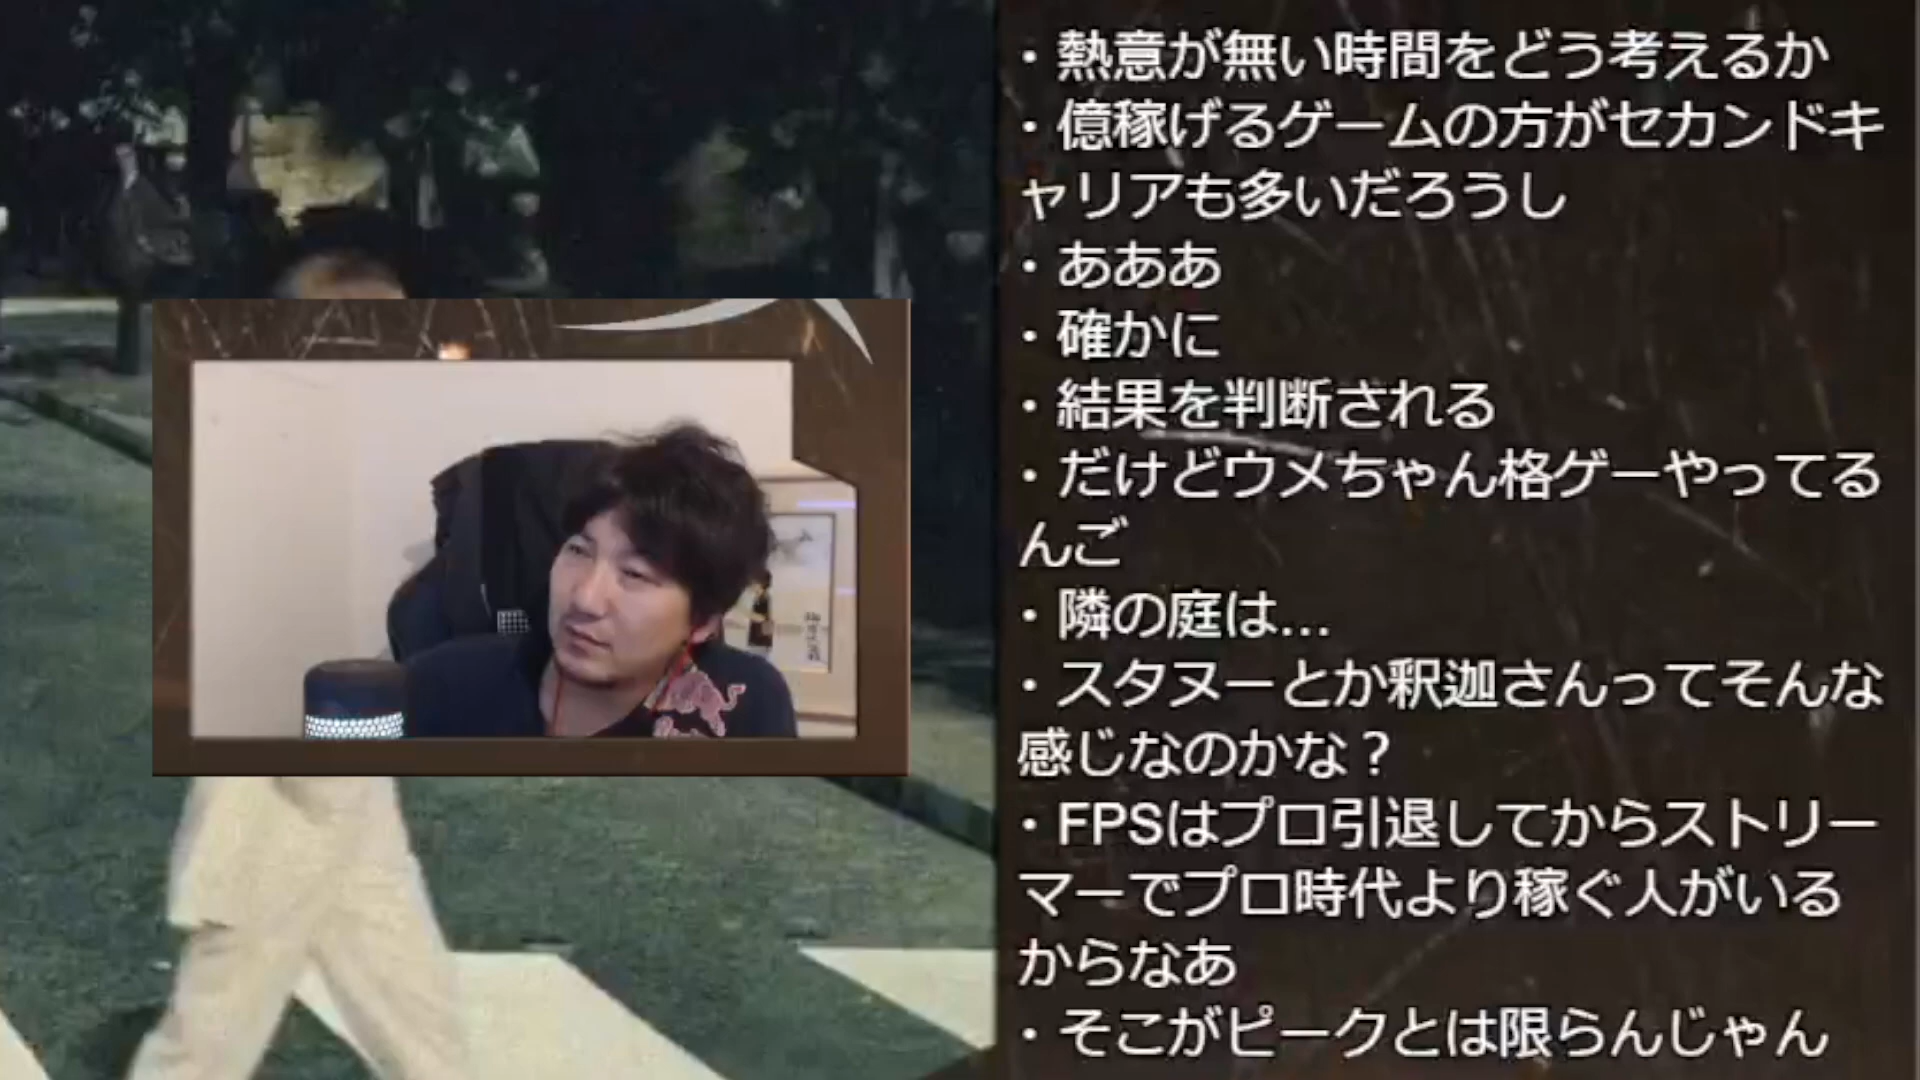 ・熱意が無い時間をどう考えるか
・億稼げるゲームの方がセカンドキ
ャリアも多いだろうし
・あああ
・確かに
・結果を判断される
・だけどウメちゃん格ゲーやってる
んご
・隣の庭は…
・スタヌーとか釈迦さんってそんな
感じなのかな？
・FPSはプロ引退してからストリー
マーでプロ時代より稼ぐ人がいる
からなあ
・そこがピークとは限らんじゃん